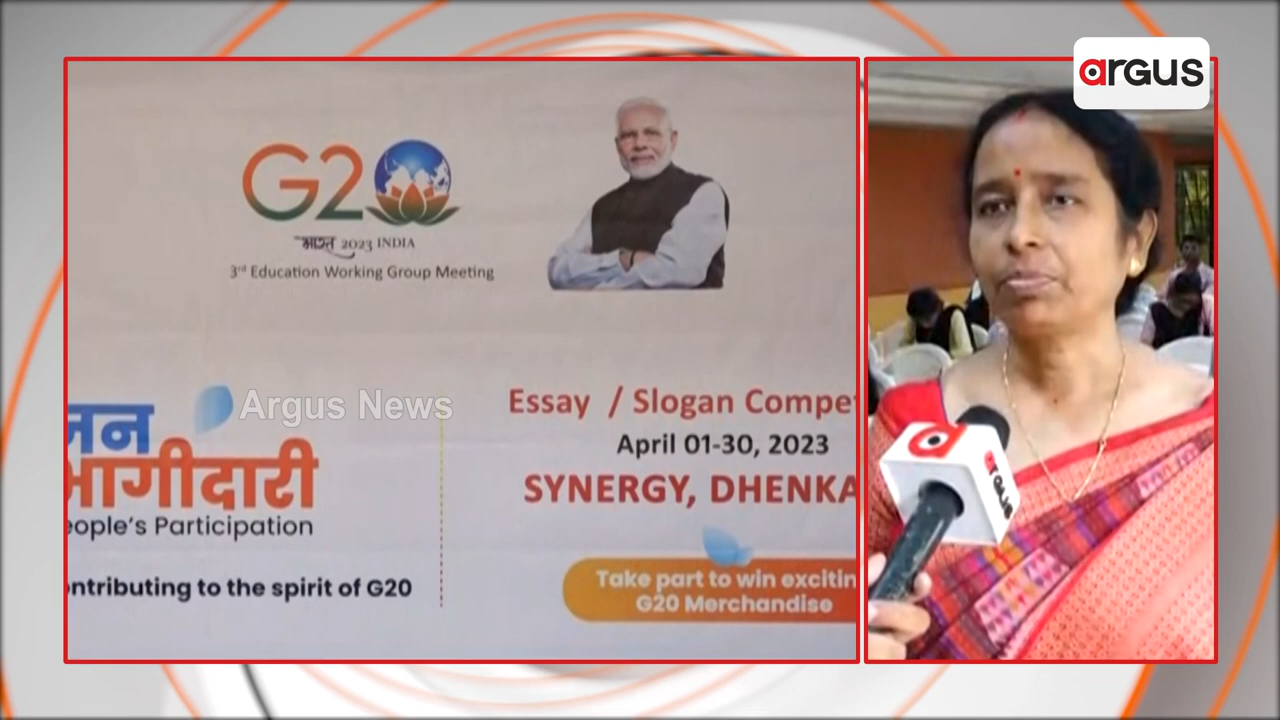 argus
G20
भारत 2023 INDIA
3rd Education Working Group Meeting
Argus News
जन
भागीदारी
eople's Participation
ontributing to the spirit of G20
Essay / Slogan Compet
April 01-30, 2023
SYNERGY, DHENKA
Take part to win excitin
G20 Merchandise
argus